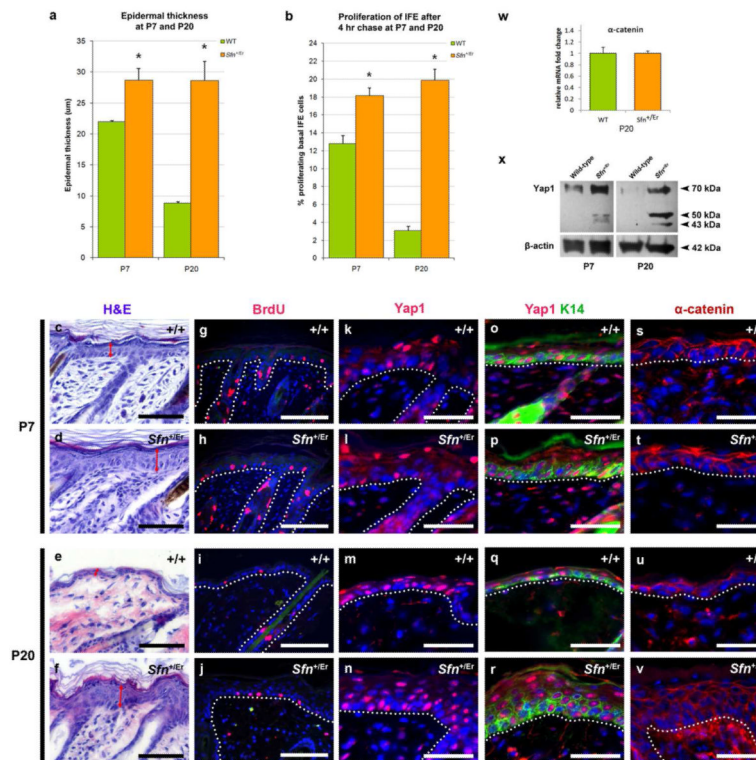 a
Epidermal thickness
at P7 and P20
WT
Sfn+/Er
Epidermal thickness (um)
35
30
25
20
15
10
5
0
*
*
P7
P20
b
Proliferation of IFE after
4 hr chase at P7 and P20
WT
Sfn+/Er
% proliferating basal IFE cells
22
20
18
16
14
12
10
8
6
4
2
0
*
*
P7
P20
w
α-catenin
relative mRNA fold change
1.4
1.2
1
0.8
0.6
0.4
0.2
0
WT
Sfn+/Er
P20
x
Wild-type
Sfn+/Er
Wild-type
Sfn+/Er
Yap1
70 kDa
50 kDa
43 kDa
β-actin
42 kDa
P7
P20
H&E
BrdU
Yap1
Yap1 K14
α-catenin
P7
c
+/+
g
+/+
k
+/+
o
+/+
s
+/+
d
Sfn+/Er
h
Sfn+/Er
l
Sfn+/Er
p
Sfn+/Er
t
Sfn+/Er
P20
e
+/+
i
+/+
m
+/+
q
+/+
u
+/+
f
Sfn+/Er
j
Sfn+/Er
n
Sfn+/Er
r
Sfn+/Er
v
Sfn+/Er